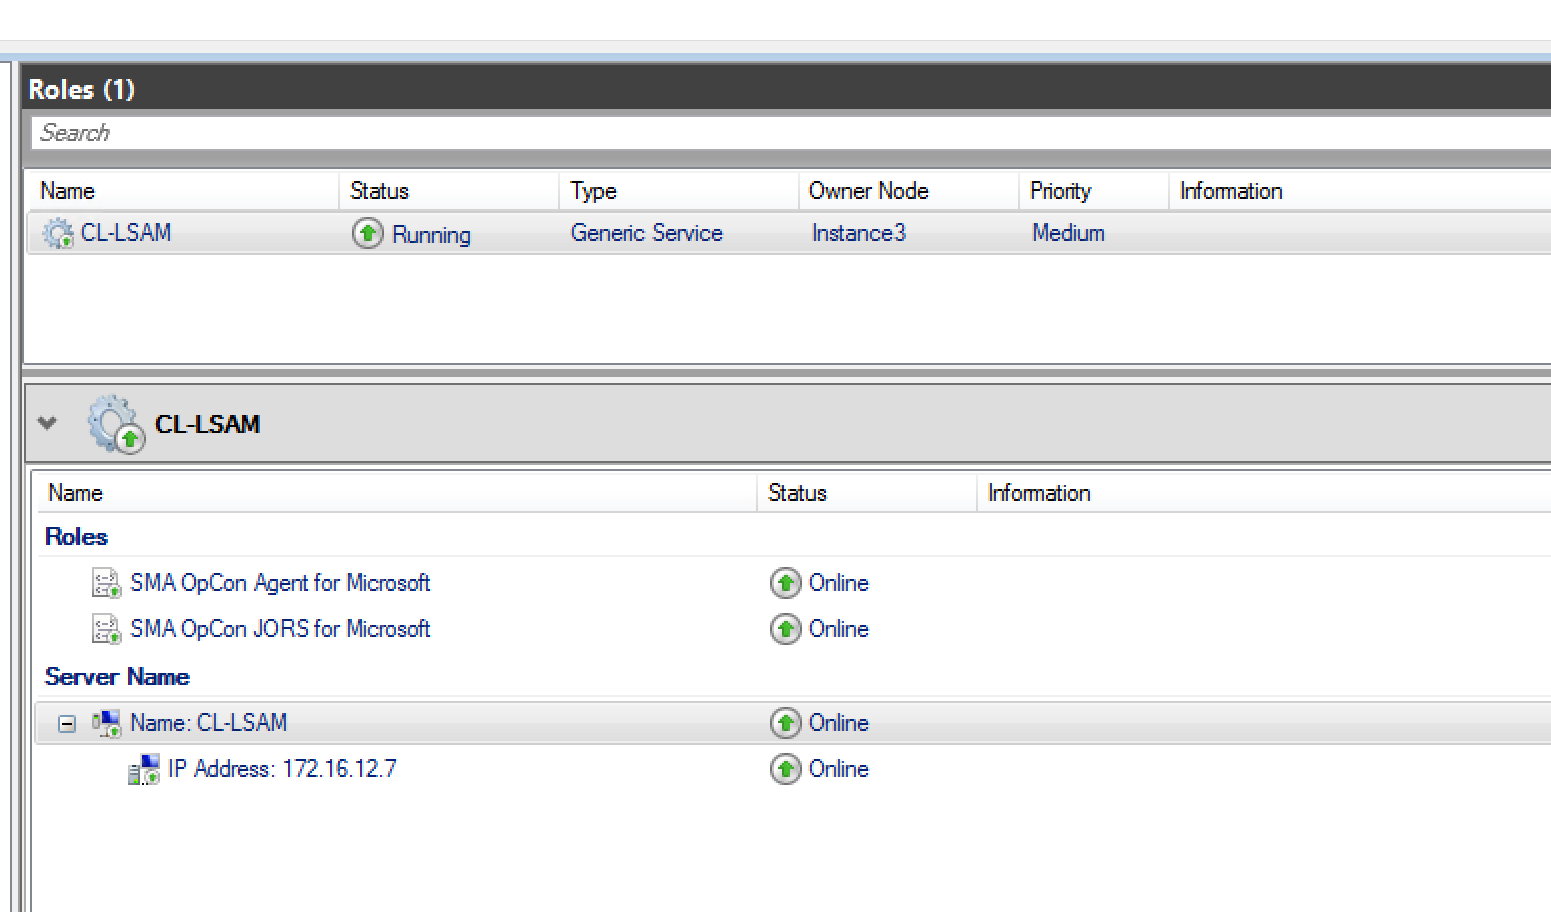 Roles (1)
Search
Name Status Type Owner Node Priority Information
CL-LSAM Running Generic Service Instance3 Medium
CL-LSAM
Name Status Information
Roles
SMA OpCon Agent for Microsoft Online
SMA OpCon JORS for Microsoft Online
Server Name
Name: CL-LSAM Online
IP Address: 172.16.12.7 Online